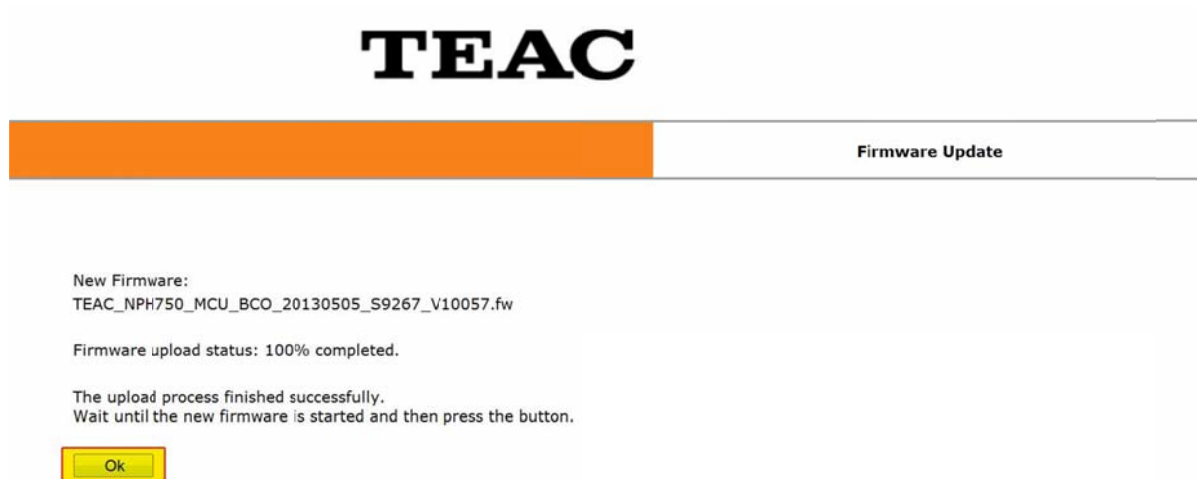 TEAC
Firmware Update
New Firmware:
TEAC_NPH750_MCU_BCO_20130505_S9267_V10057.fw
Firmware upload status: 100% completed.
The upload process finished successfully.
Wait until the new firmware is started and then press the button.
Ok